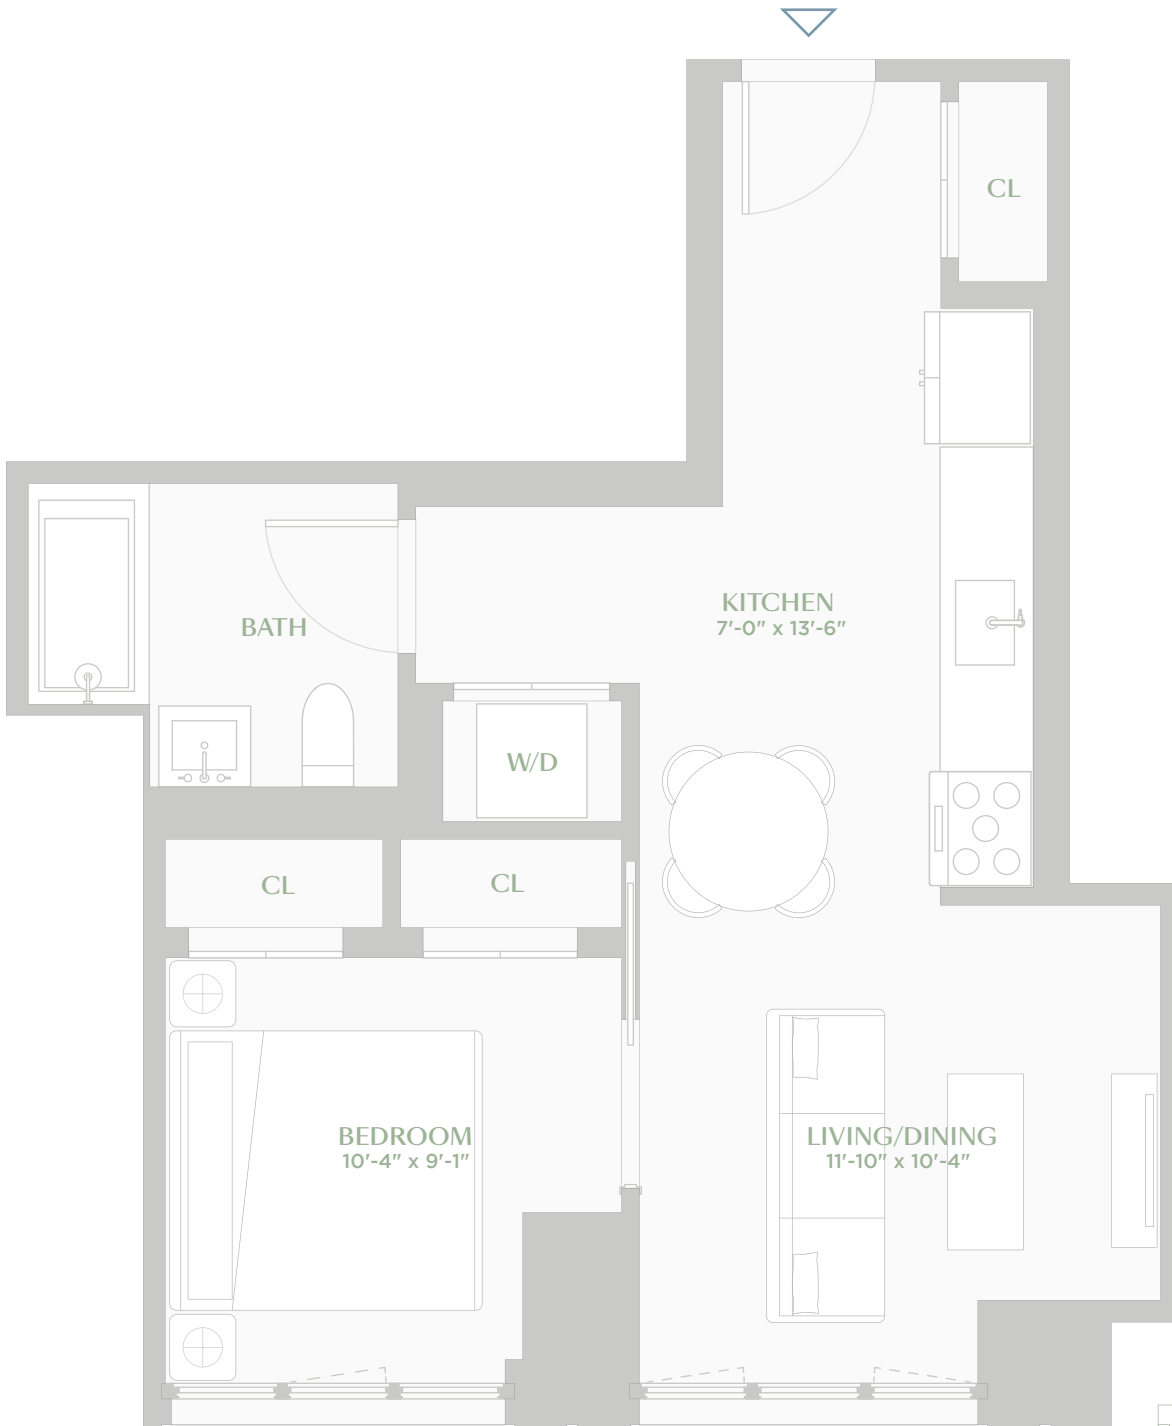 CL
KITCHEN
7'-0" x 13'-6"
BATH
W/D
CL
CL
BEDROOM
10'-4" x 9'-1"
LIVING/DINING
11'-10" x 10'-4"